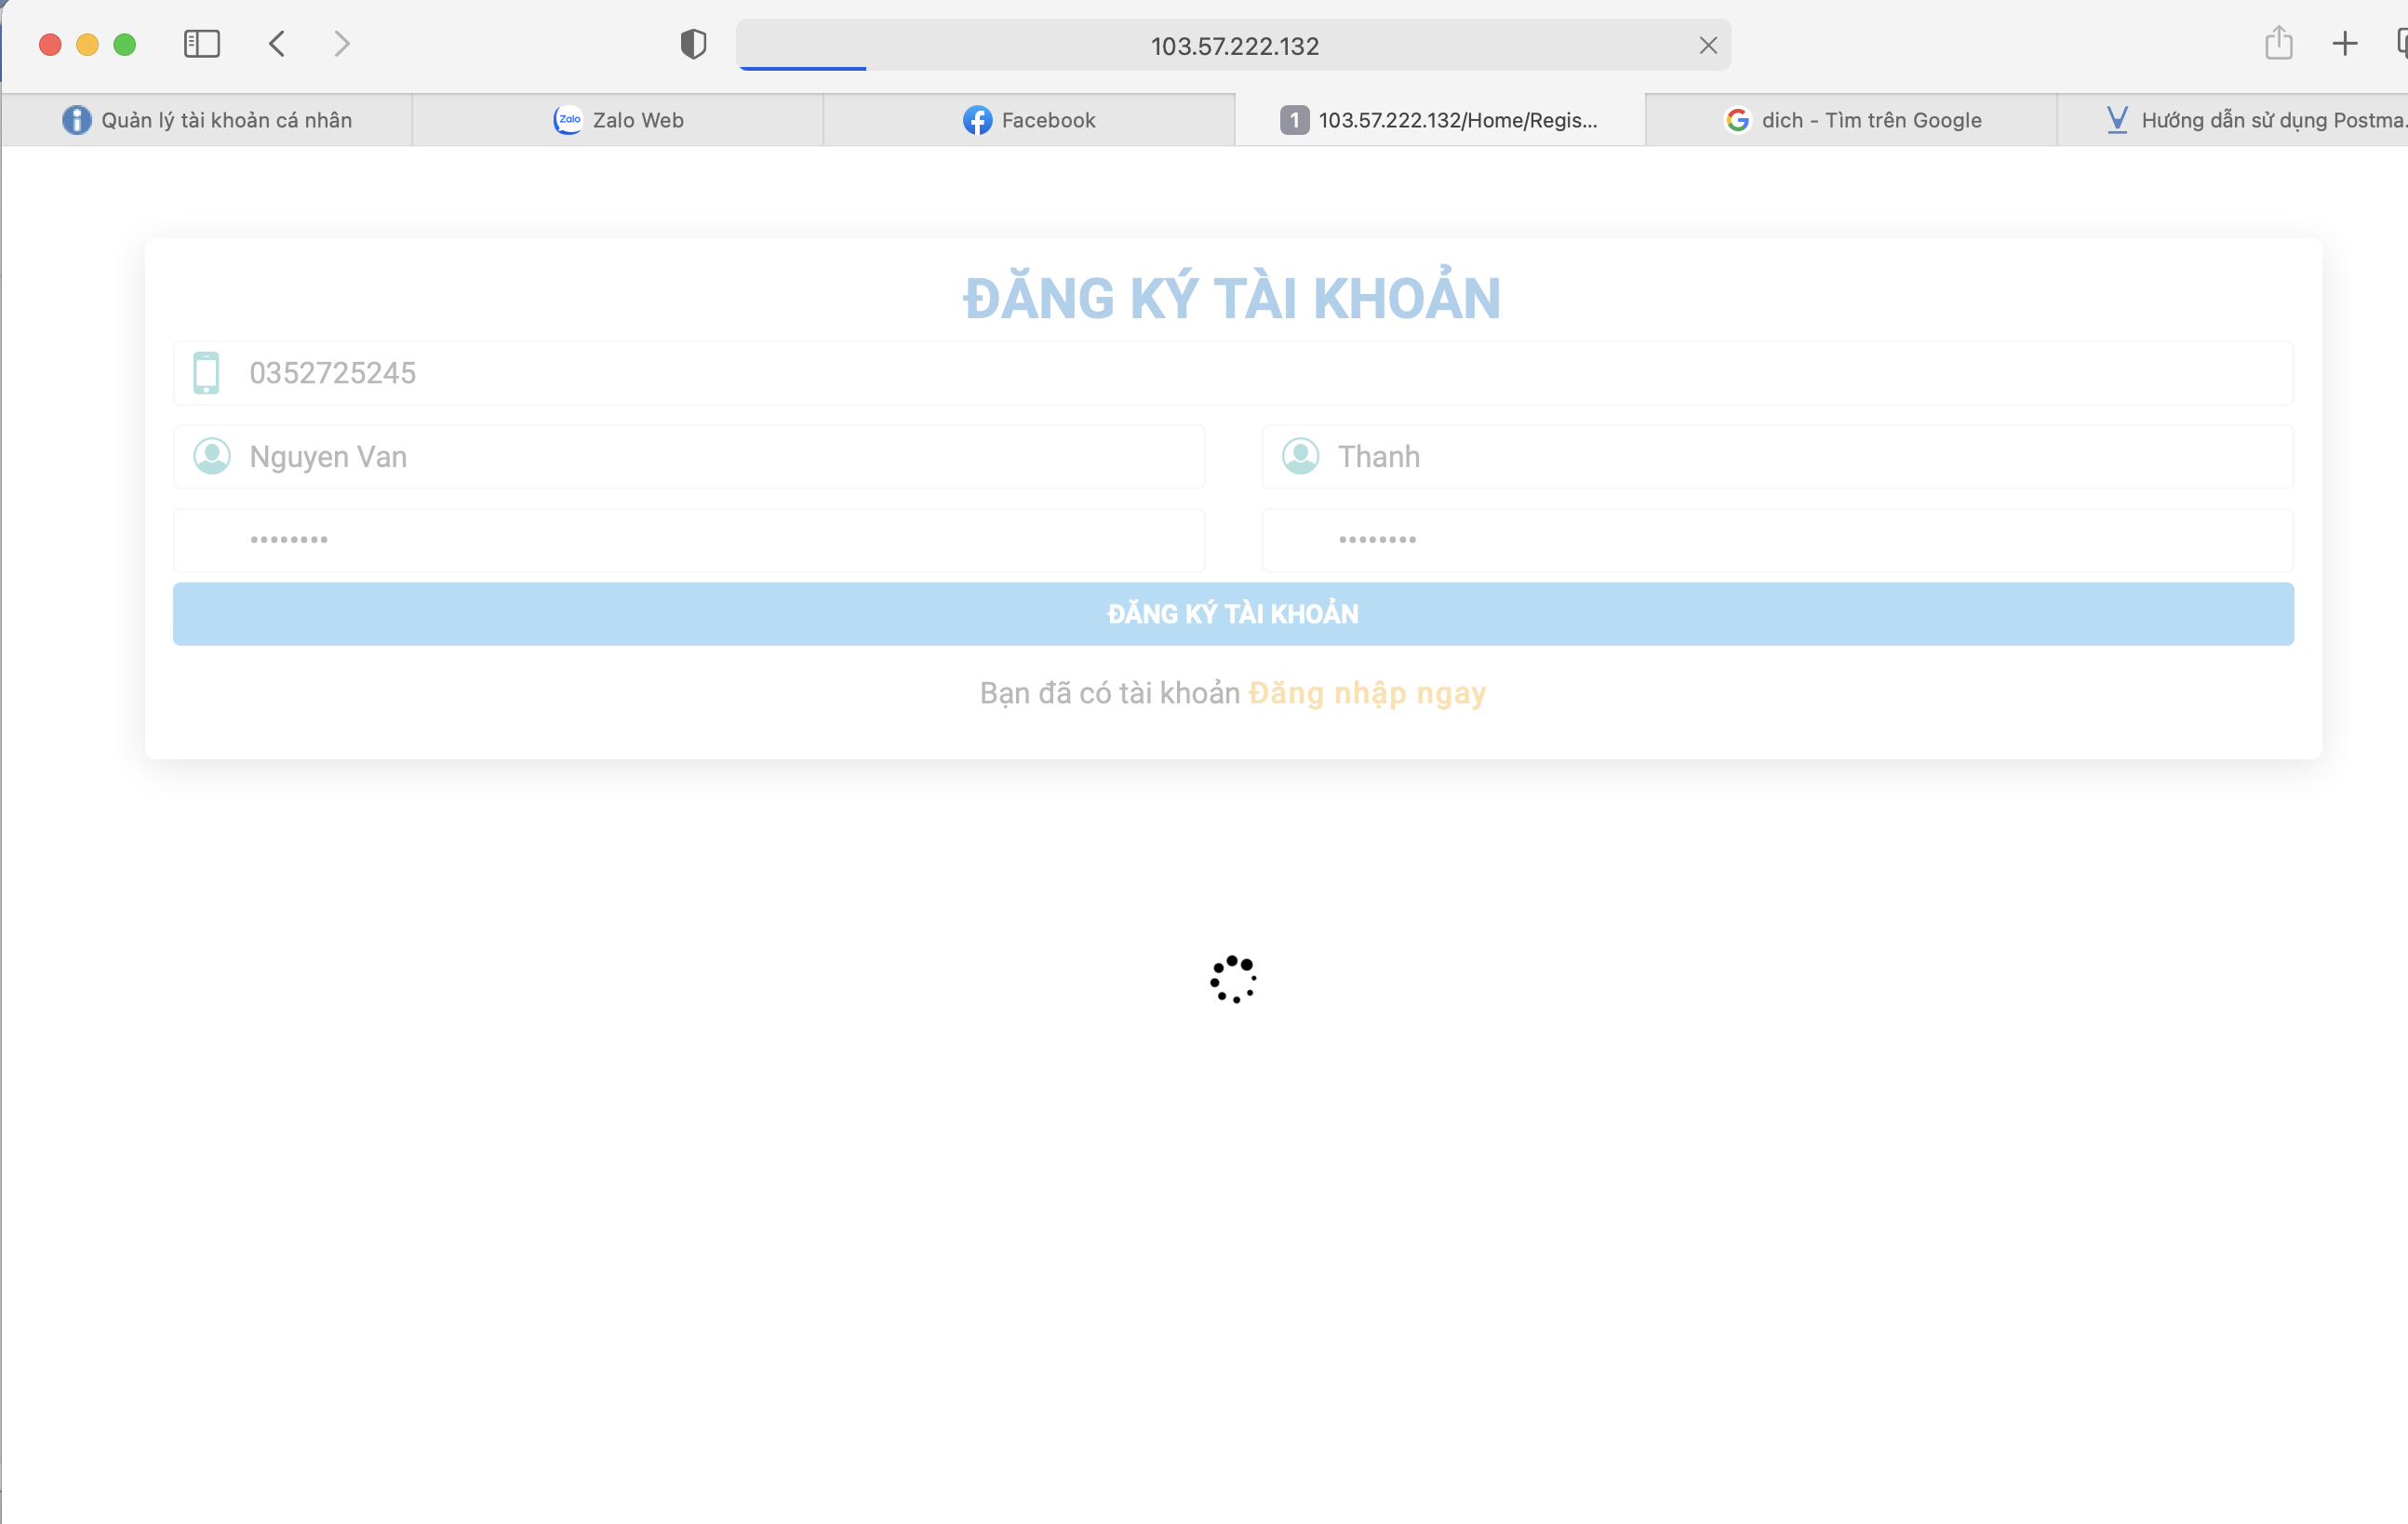 103.57.222.132
Quản lý tài khoản cá nhân
Zalo Web
Facebook
1 103.57.222.132/Home/Regis...
dich - Tìm trên Google
Hướng dẫn sử dụng Postma...
ĐĂNG KÝ TÀI KHOẢN
0352725245
Nguyen Van
Thanh
••••••••
••••••••
ĐĂNG KÝ TÀI KHOẢN
Bạn đã có tài khoản Đăng nhập ngay